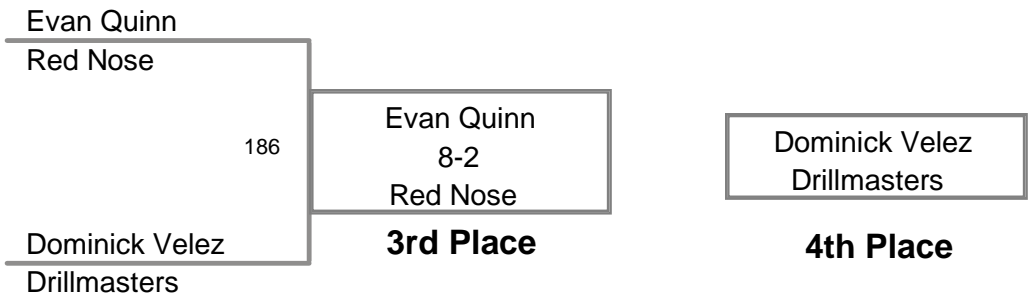 Evan Quinn
Red Nose
186
Dominick Velez
Drillmasters
Evan Quinn
8-2
Red Nose
3rd Place
Dominick Velez
Drillmasters
4th Place